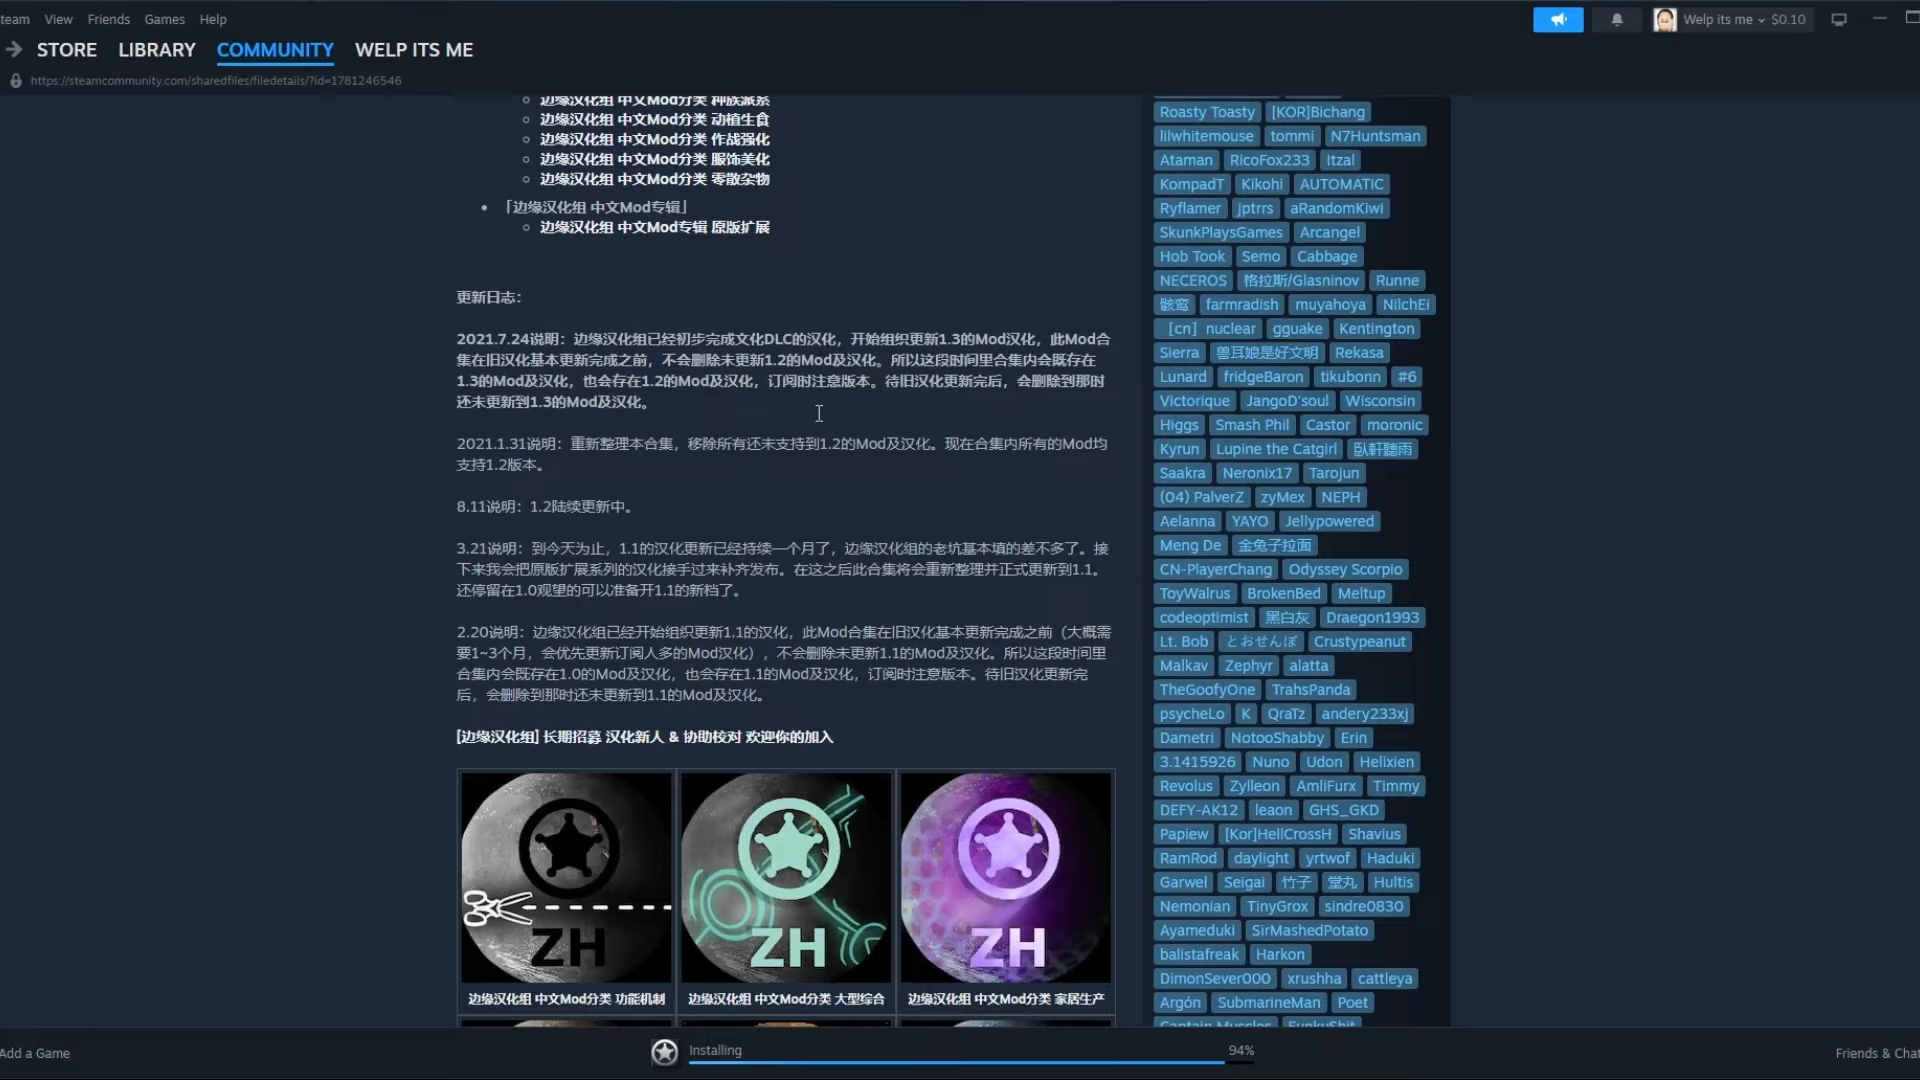 team View Friends Games Help
Welp its me $0.10
STORE LIBRARY COMMUNITY WELP ITS ME
https://steamcommunity.com/sharedfiles/filedetails/?id=1781246546
边缘汉化组 中文Mod分类 种族派系
边缘汉化组 中文Mod分类 动植生食
边缘汉化组 中文Mod分类 作战强化
边缘汉化组 中文Mod分类 服饰美化
边缘汉化组 中文Mod分类 零散杂物
「边缘汉化组 中文Mod专辑」
边缘汉化组 中文Mod专辑 原版扩展
更新日志：
2021.7.24说明：边缘汉化组已经初步完成文化DLC的汉化，开始组织更新1.3的Mod汉化，此Mod合
集在旧汉化基本更新完成之前，不会删除未更新1.2的Mod及汉化。所以这段时间里合集内会既存在
1.3的Mod及汉化，也会存在1.2的Mod及汉化，订阅时注意版本。待旧汉化更新完后，会删除到那时
还未更新到1.3的Mod及汉化。
2021.1.31说明：重新整理本合集，移除所有还未支持到1.2的Mod及汉化。现在合集内所有的Mod均
支持1.2版本。
8.11说明：1.2陆续更新中。
3.21说明：到今天为止，1.1的汉化更新已经持续一个月了，边缘汉化组的老坑基本填的差不多了。接
下来我会把原版扩展系列的汉化接手过来补齐发布。在这之后此合集将会重新整理并正式更新到1.1。
还停留在1.0观望的可以准备开1.1的新档了。
2.20说明：边缘汉化组已经开始组织更新1.1的汉化，此Mod合集在旧汉化基本更新完成之前（大概需
要1~3个月，会优先更新订阅人多的Mod汉化），不会删除未更新1.1的Mod及汉化。所以这段时间里
合集内会既存在1.0的Mod及汉化，也会存在1.1的Mod及汉化，订阅时注意版本。待旧汉化更新完
后，会删除到那时还未更新到1.1的Mod及汉化。
[边缘汉化组] 长期招募 汉化新人 & 协助校对 欢迎你的加入
ZH ZH ZH
边缘汉化组 中文Mod分类 功能机制 边缘汉化组 中文Mod分类 大型综合 边缘汉化组 中文Mod分类 家居生产
Roasty Toasty [KOR]Bichang
lilwhitemouse tommi N7Huntsman
Ataman RicoFox233 Itzal
KompadT Kikohi AUTOMATIC
Ryflamer jptrrs aRandomKiwi
SkunkPlaysGames Arcangel
Hob Took Semo Cabbage
NECEROS 格拉斯/Glasninov Runne
骸鸾 farmradish muyahoya NilchEi
［cn］nuclear gguake Kentington
Sierra 兽耳娘是好文明 Rekasa
Lunard fridgeBaron tikubonn #6
Victorique JangoD'soul Wisconsin
Higgs Smash Phil Castor moronic
Kyrun Lupine the Catgirl 臥軒聽雨
Saakra Neronix17 Tarojun
(04) PalverZ zyMex NEPH
Aelanna YAYO Jellypowered
Meng De 金兔子拉面
CN-PlayerChang Odyssey Scorpio
ToyWalrus BrokenBed Meltup
codeoptimist 黑白灰 Draegon1993
Lt. Bob とおせんぼ Crustypeanut
Malkav Zephyr alatta
TheGoofyOne TrahsPanda
psycheLo K QraTz andery233xj
Dametri NotooShabby Erin
3.1415926 Nuno Udon Helixien
Revolus Zylleon AmliFurx Timmy
DEFY-AK12 leaon GHS_GKD
Papiew [Kor]HellCrossH Shavius
RamRod daylight yrtwof Haduki
Garwel Seigai 竹子 堂丸 Hultis
Nemonian TinyGrox sindre0830
Ayameduki SirMashedPotato
balistafreak Harkon
DimonSever000 xrushha cattleya
Argón SubmarineMan Poet
Captain Muscles FunkyShit
Add a Game
Installing 94%
Friends & Chat